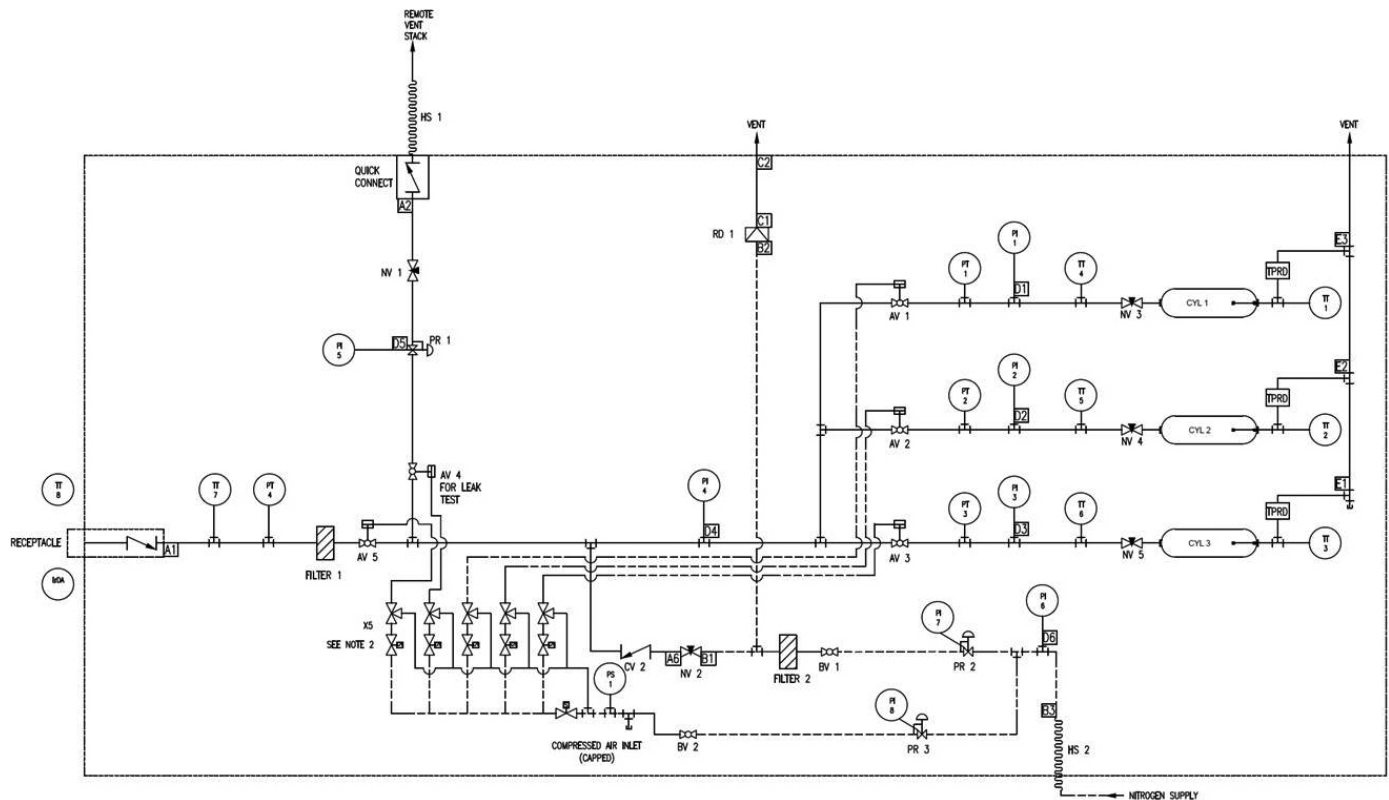 REMOTE
VENT
STACK
HS 1
VENT
VENT
QUICK
CONNECT
A2
C2
C1
RD 1
B2
E3
NV 1
PI
1
PT
1
TT
4
D1
TPRD
AV 1
NV 3
CYL 1
TT
1
PI
5
D5
PR 1
PI
2
PT
2
TT
5
D2
E2
TPRD
AV 2
NV 4
CYL 2
TT
2
AV 4
FOR LEAK
TEST
TT
8
TT
7
PT
4
PI
4
D4
PI
3
PT
3
TT
6
D3
E1
TPRD
RECEPTACLE
A1
FILTER 1
AV 5
AV 3
NV 5
CYL 3
TT
3
IrDA
X5
SEE NOTE 2
CV 2
A6
NV 2
B1
FILTER 2
BV 1
PI
7
PR 2
PI
6
D6
PS
1
COMPRESSED AIR INLET
(CAPPED)
BV 2
PI
8
PR 3
B3
HS 2
NITROGEN SUPPLY